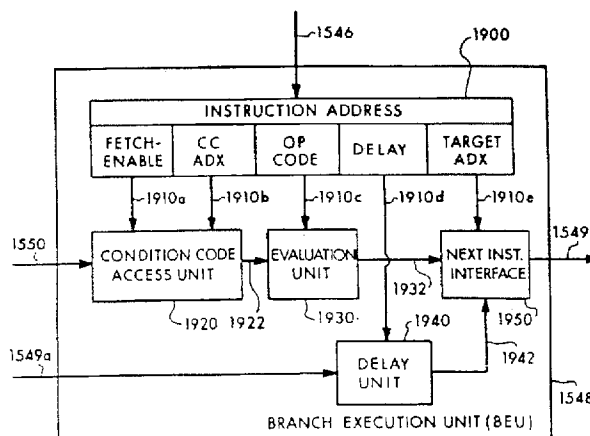 1546
1900
INSTRUCTION ADDRESS
FETCH-ENABLE
CC ADX
OP CODE
DELAY
TARGET ADX
1910a
1910b
1910c
1910d
1910e
1550
CONDITION CODE
ACCESS UNIT
EVALUATION
UNIT
NEXT INST.
INTERFACE
1549
1920
1922
1930
1932
1940
1950
1549a
DELAY
UNIT
1942
1548
BRANCH EXECUTION UNIT (BEU)